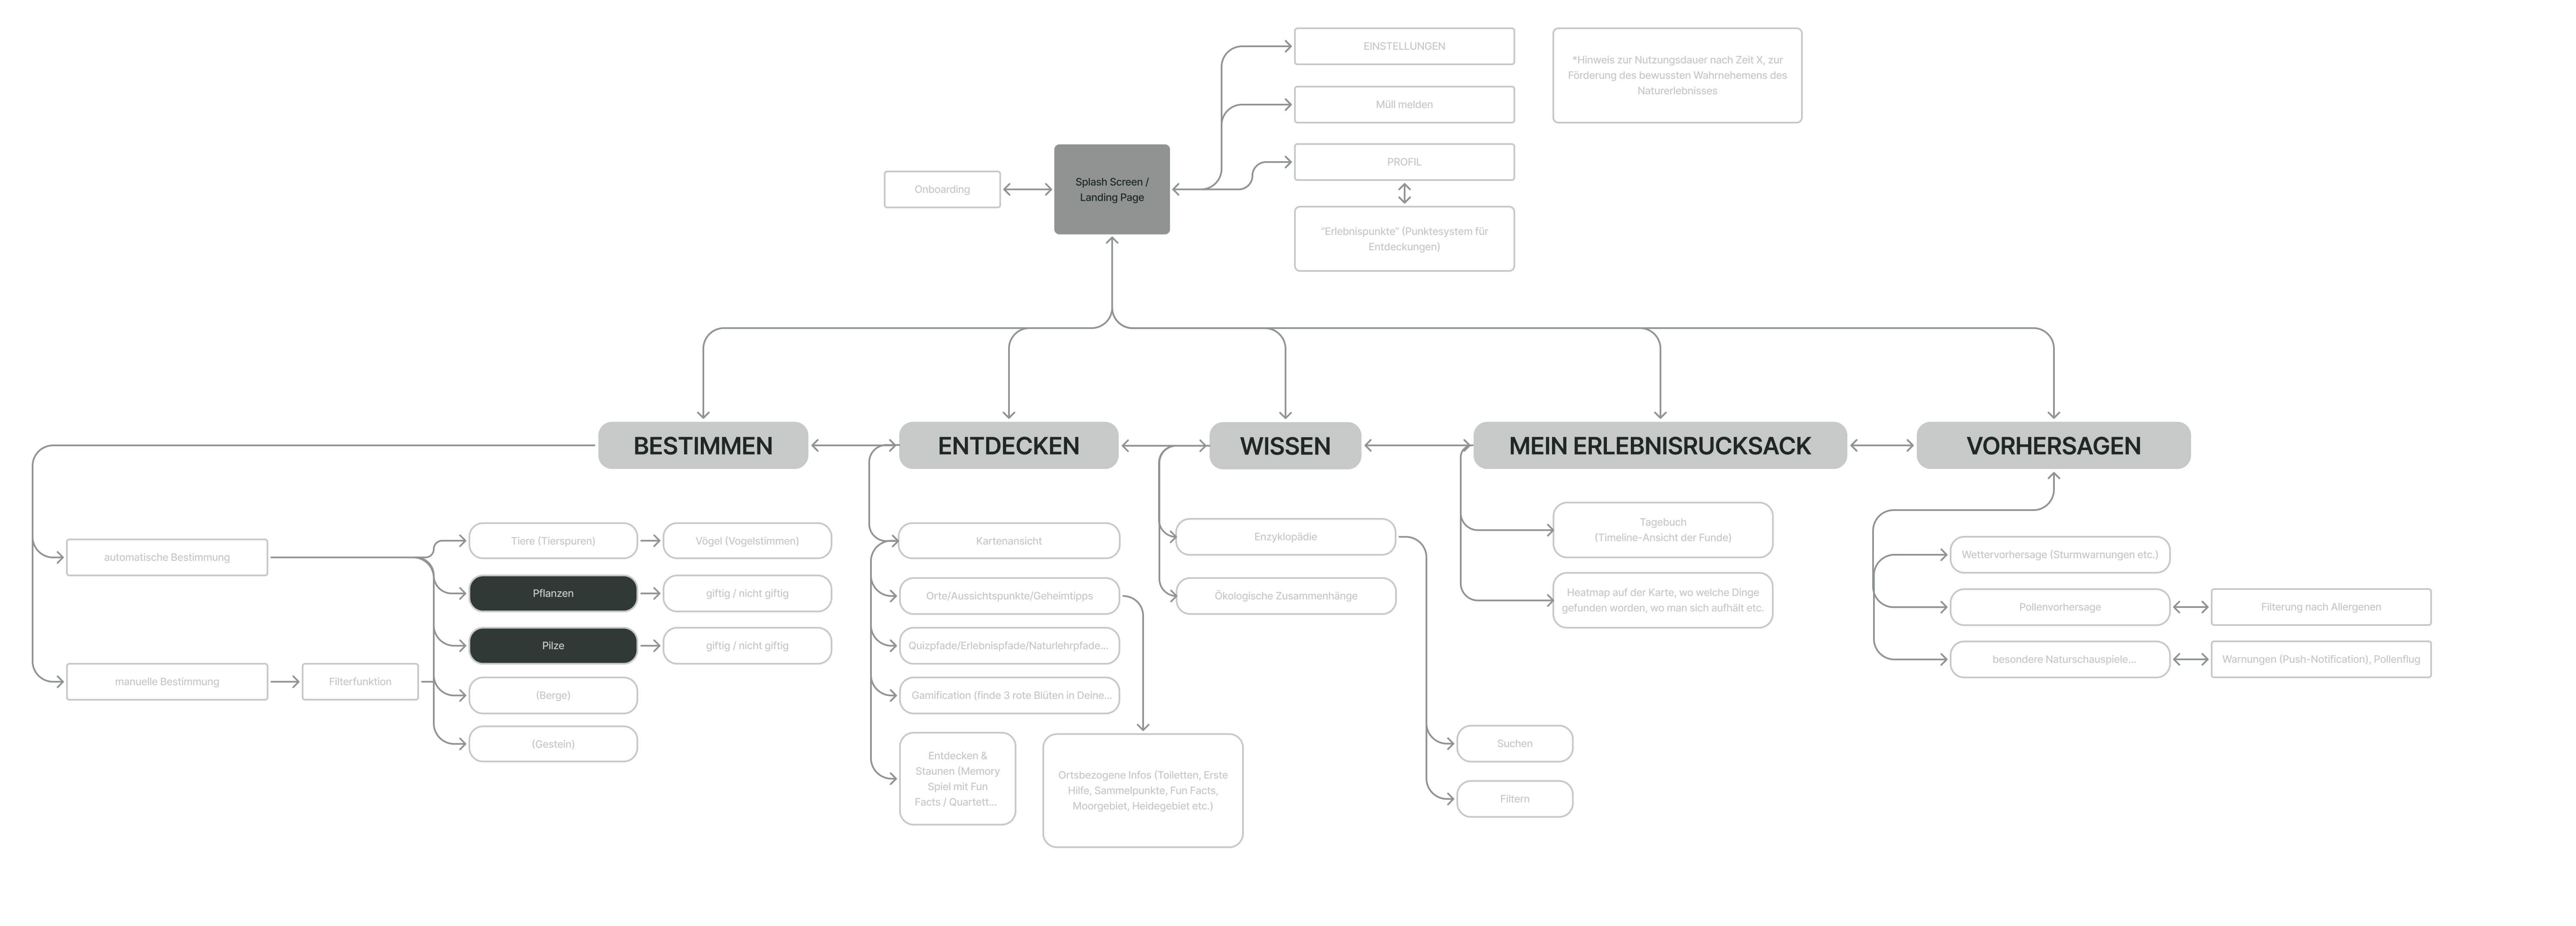 EINSTELLUNGEN
*Hinweis zur Nutzungsdauer nach Zeit X, zur
Förderung des bewussten Wahrnehemens des
Naturerlebnisses
Müll melden
PROFIL
Onboarding
Splash Screen /
Landing Page
"Erlebnispunkte" (Punktesystem für
Entdeckungen)
BESTIMMEN
ENTDECKEN
WISSEN
MEIN ERLEBNISRUCKSACK
VORHERSAGEN
automatische Bestimmung
manuelle Bestimmung
Filterfunktion
Tiere (Tierspuren)
Vögel (Vogelstimmen)
Pflanzen
giftig / nicht giftig
Pilze
giftig / nicht giftig
(Berge)
(Gestein)
Kartenansicht
Orte/Aussichtspunkte/Geheimtipps
Quizpfade/Erlebnispfade/Naturlehrpfade...
Gamification (finde 3 rote Blüten in Deine...
Entdecken &
Staunen (Memory
Spiel mit Fun
Facts / Quartett...
Ortsbezogene Infos (Toiletten, Erste
Hilfe, Sammelpunkte, Fun Facts,
Moorgebiet, Heidegebiet etc.)
Enzyklopädie
Ökologische Zusammenhänge
Suchen
Filtern
Tagebuch
(Timeline-Ansicht der Funde)
Heatmap auf der Karte, wo welche Dinge
gefunden worden, wo man sich aufhält etc.
Wettervorhersage (Sturmwarnungen etc.)
Pollenvorhersage
Filterung nach Allergenen
besondere Naturschauspiele...
Warnungen (Push-Notification), Pollenflug